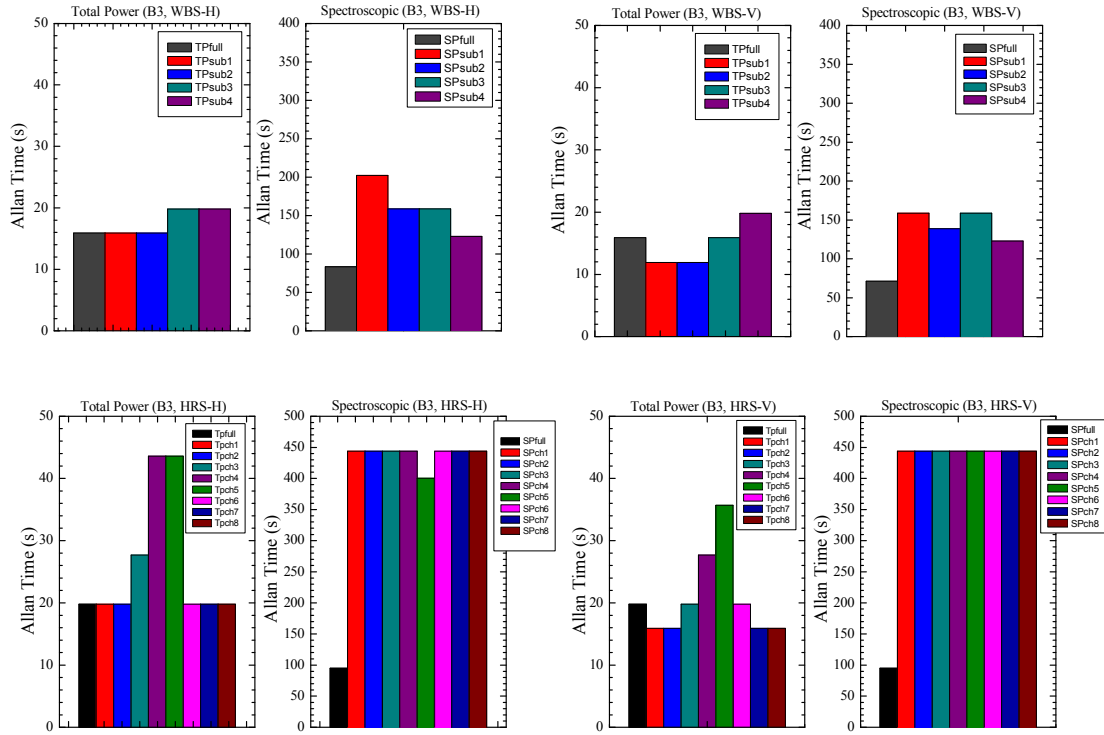 Total Power (B3, WBS-H)
Allan Time (s)
50
40
30
20
10
0
TPfull
TPsub1
TPsub2
TPsub3
TPsub4
Spectroscopic (B3, WBS-H)
Allan Time (s)
400
350
300
250
200
150
100
50
0
SPfull
SPsub1
SPsub2
SPsub3
SPsub4
Total Power (B3, WBS-V)
Allan Time (s)
50
40
30
20
10
0
TPfull
TPsub1
TPsub2
TPsub3
TPsub4
Spectroscopic (B3, WBS-V)
Allan Time (s)
400
350
300
250
200
150
100
50
0
SPfull
SPsub1
SPsub2
SPsub3
SPsub4
Total Power (B3, HRS-H)
Allan Time (s)
50
40
30
20
10
0
Tpfull
Tpch1
Tpch2
Tpch3
Tpch4
Tpch5
Tpch6
Tpch7
Tpch8
Spectroscopic (B3, HRS-H)
Allan Time (s)
500
450
400
350
300
250
200
150
100
50
0
SPfull
SPch1
SPch2
SPch3
SPch4
SPch5
SPch6
SPch7
SPch8
Total Power (B3, HRS-V)
Allan Time (s)
50
40
30
20
10
0
Tpfull
Tpch1
Tpch2
Tpch3
Tpch4
Tpch5
Tpch6
Tpch7
Tpch8
Spectroscopic (B3, HRS-V)
Allan Time (s)
500
450
400
350
300
250
200
150
100
50
0
SPfull
SPch1
SPch2
SPch3
SPch4
SPch5
SPch6
SPch7
SPch8